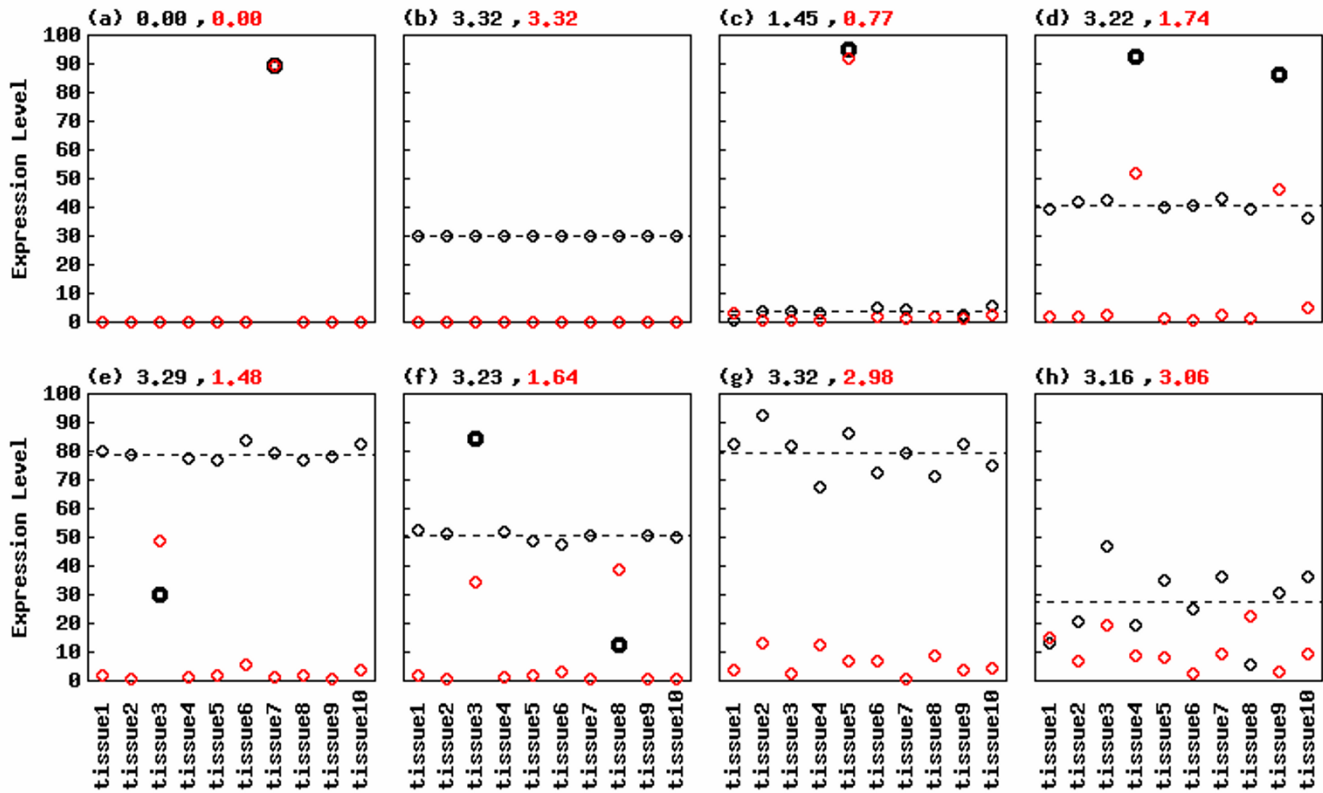 (a) 0.00 ,0.00
(b) 3.32 ,3.32
(c) 1.45 ,0.77
(d) 3.22 ,1.74
Expression Level
100
90
80
70
60
50
40
30
20
10
0
(e) 3.29 ,1.48
(f) 3.23 ,1.64
(g) 3.32 ,2.98
(h) 3.16 ,3.06
Expression Level
100
90
80
70
60
50
40
30
20
10
0
tissue1
tissue2
tissue3
tissue4
tissue5
tissue6
tissue7
tissue8
tissue9
tissue10
tissue1
tissue2
tissue3
tissue4
tissue5
tissue6
tissue7
tissue8
tissue9
tissue10
tissue1
tissue2
tissue3
tissue4
tissue5
tissue6
tissue7
tissue8
tissue9
tissue10
tissue1
tissue2
tissue3
tissue4
tissue5
tissue6
tissue7
tissue8
tissue9
tissue10